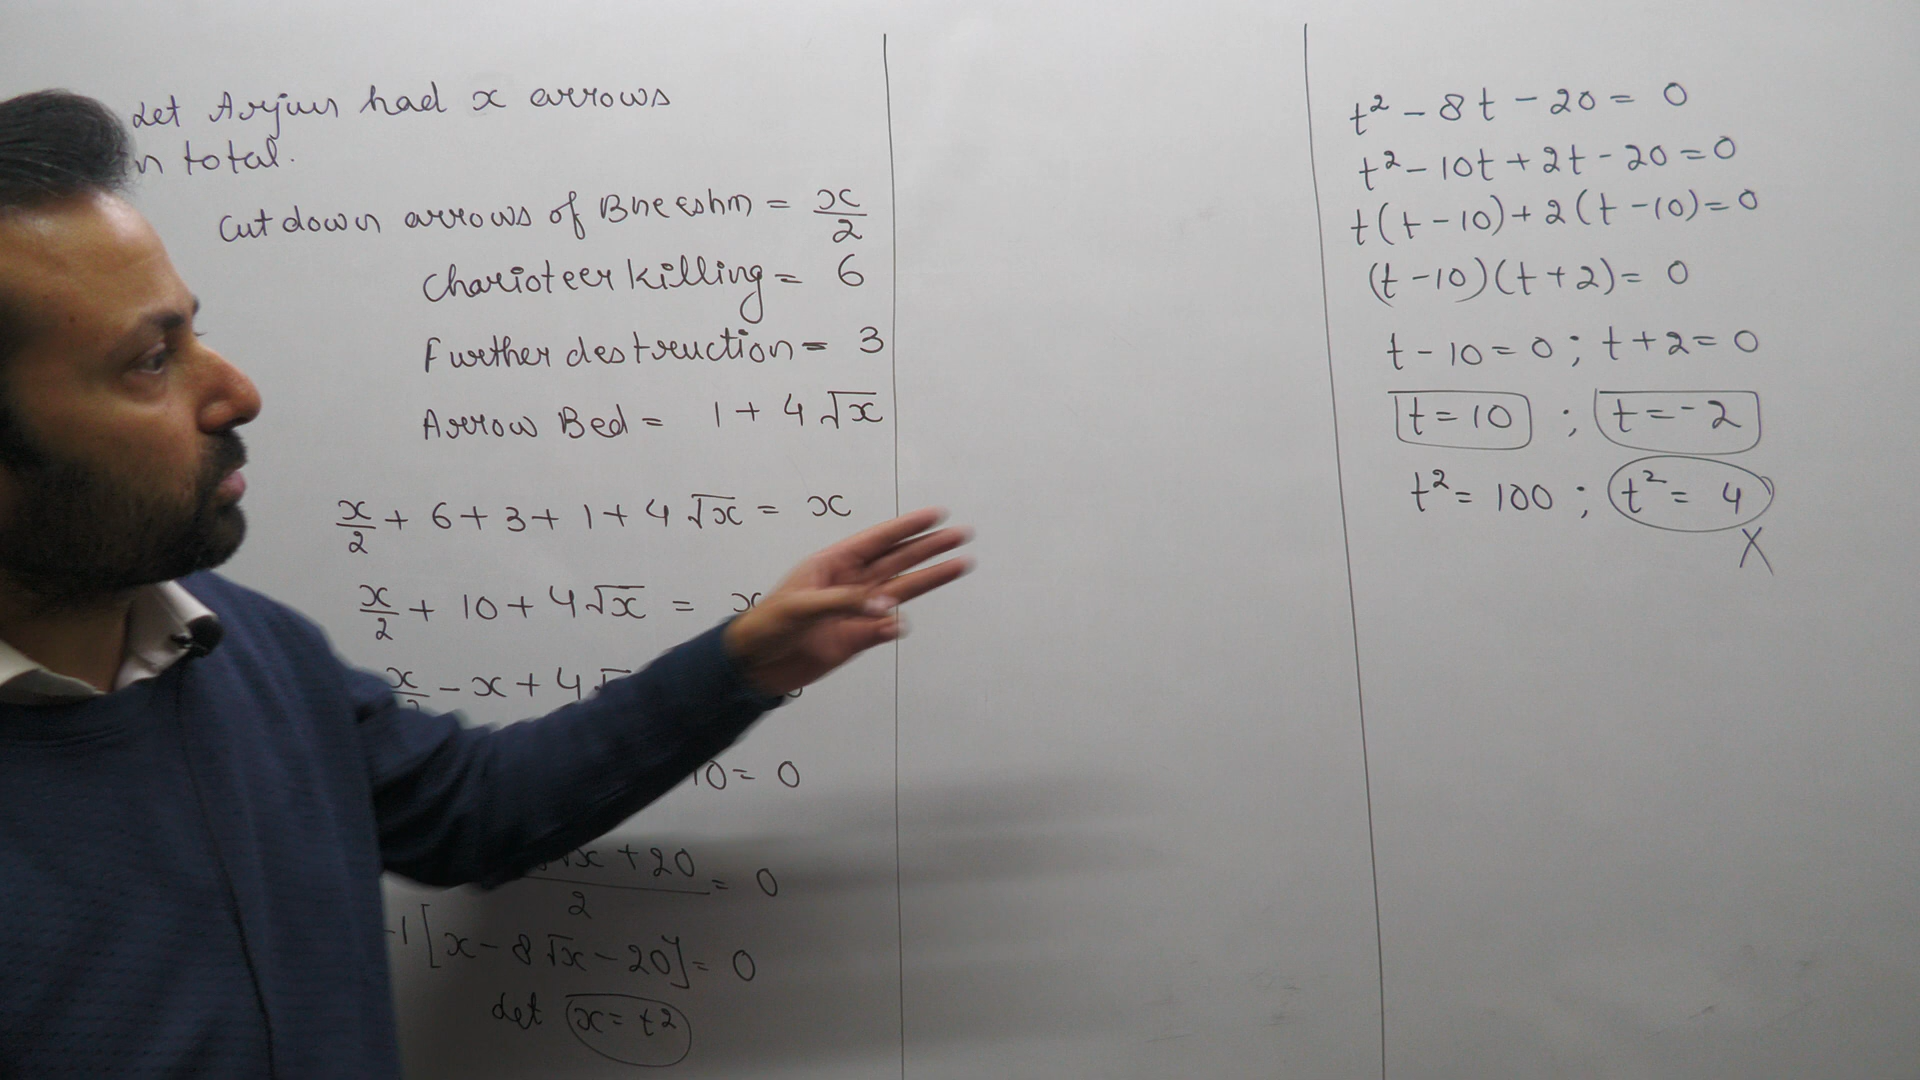 Let Arjun had x arrows
in total.
Cut down arrows of Bheeshm = x/2
Charioteer killing = 6
Further destruction = 3
Arrow Bed = 1 + 4√x
x/2 + 6 + 3 + 1 + 4√x = x
x/2 + 10 + 4√x = x
x/2 - x + 4√
10 = 0
√x + 20 / 2 = 0
-1[x - 8√x - 20] = 0
Let x = t²
t² - 8t - 20 = 0
t² - 10t + 2t - 20 = 0
t(t - 10) + 2(t - 10) = 0
(t - 10)(t + 2) = 0
t - 10 = 0 ; t + 2 = 0
t = 10 ; t = -2
t² = 100 ; t² = 4
X